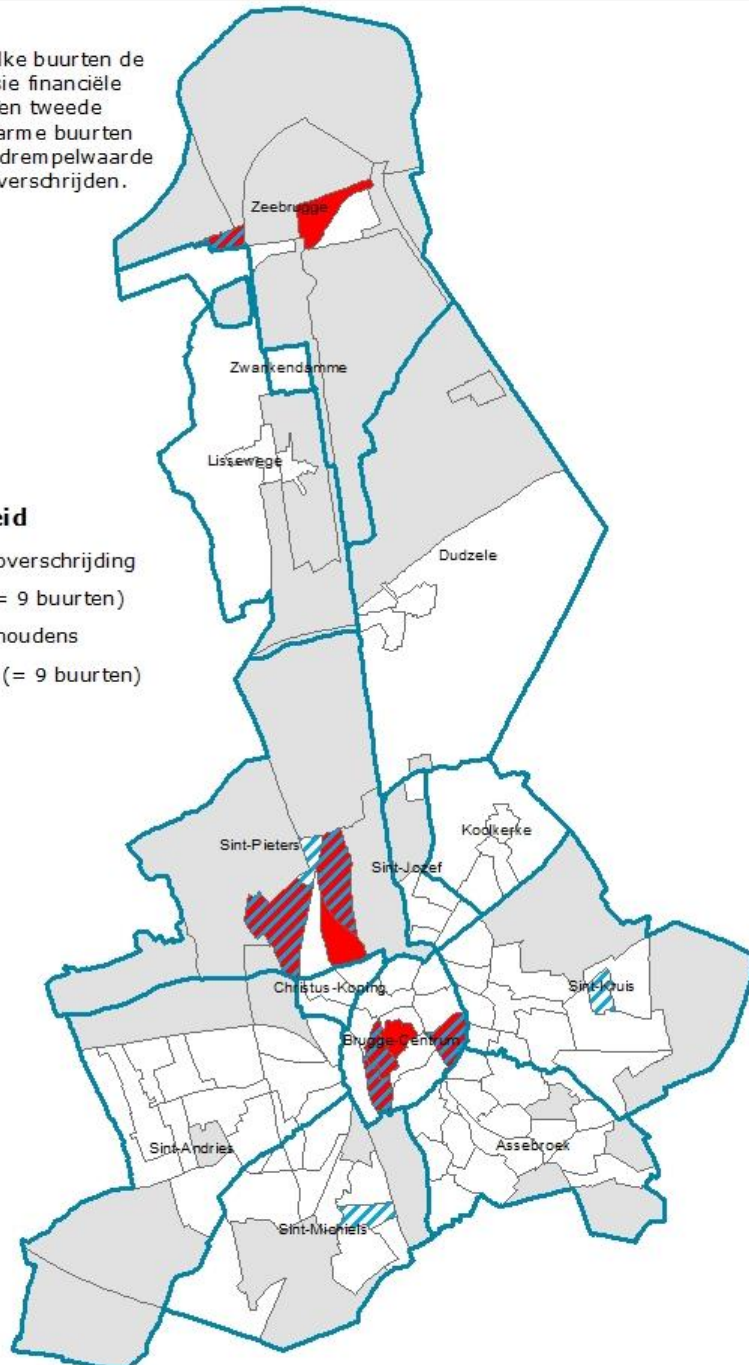 lke buurten de
sie financiële
en tweede
arme buurten
drempelwaarde
verschrijden.
Zeebrugge
Zwankendamme
Lissewege
eid
overschrijding
= 9 buurten)
houdens
(= 9 buurten)
Dudzele
Koolkerke
Sint-Pieters
Sint-Jozef
Christus-Koning
Sint-Kruis
Brugge-Centrum
Sint-Andries
Assebroek
Sint-Michiels